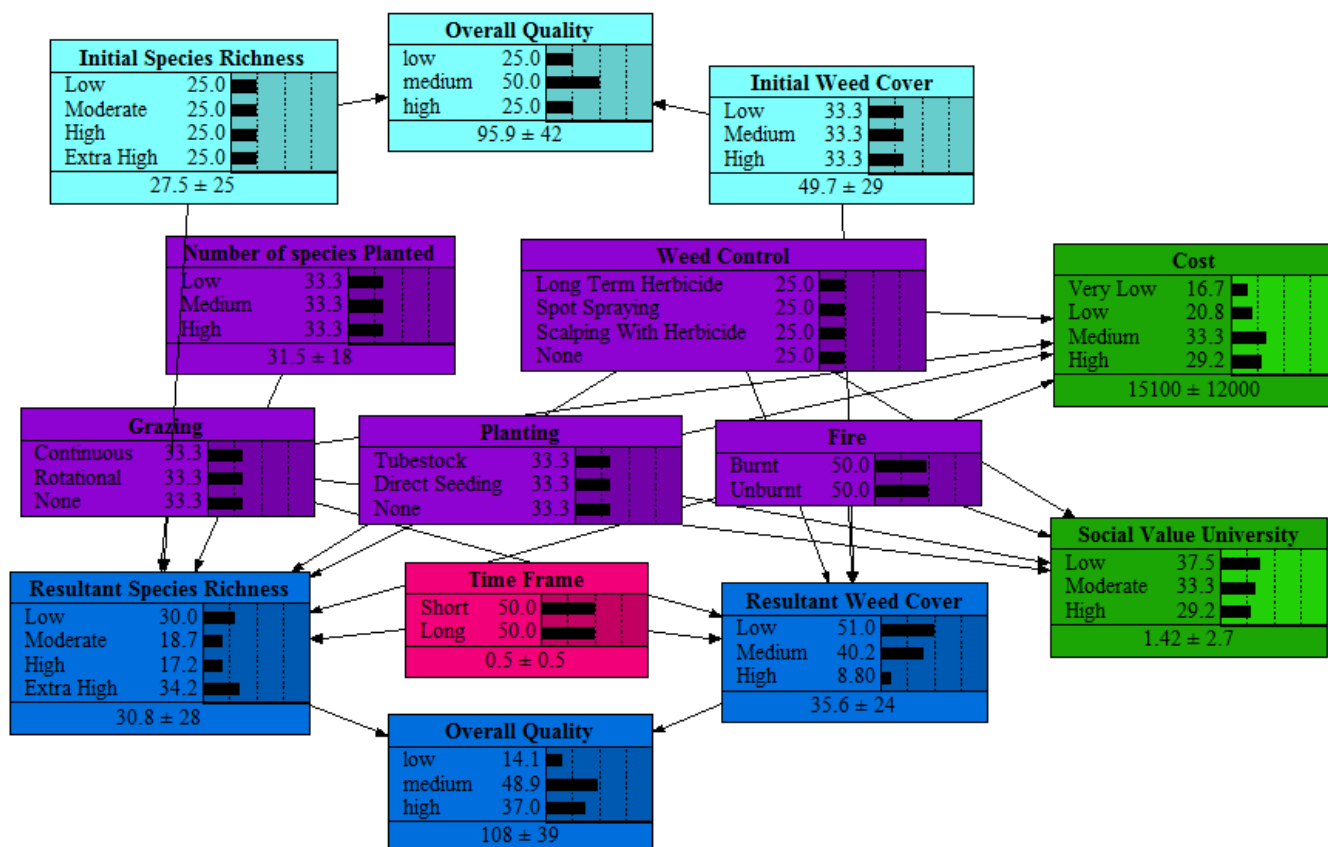 Overall Quality
low 25.0
medium 50.0
high 25.0
95.9 ± 42
Initial Species Richness
Low 25.0
Moderate 25.0
High 25.0
Extra High 25.0
27.5 ± 25
Initial Weed Cover
Low 33.3
Medium 33.3
High 33.3
49.7 ± 29
Number of species Planted
Low 33.3
Medium 33.3
High 33.3
31.5 ± 18
Weed Control
Long Term Herbicide 25.0
Spot Spraying 25.0
Scalping With Herbicide 25.0
None 25.0
Cost
Very Low 16.7
Low 20.8
Medium 33.3
High 29.2
15100 ± 12000
Grazing
Continuous 33.3
Rotational 33.3
None 33.3
Planting
Tubestock 33.3
Direct Seeding 33.3
None 33.3
Fire
Burnt 50.0
Unburnt 50.0
Social Value University
Low 37.5
Moderate 33.3
High 29.2
1.42 ± 2.7
Resultant Species Richness
Low 30.0
Moderate 18.7
High 17.2
Extra High 34.2
30.8 ± 28
Time Frame
Short 50.0
Long 50.0
0.5 ± 0.5
Resultant Weed Cover
Low 51.0
Medium 40.2
High 8.80
35.6 ± 24
Overall Quality
low 14.1
medium 48.9
high 37.0
108 ± 39